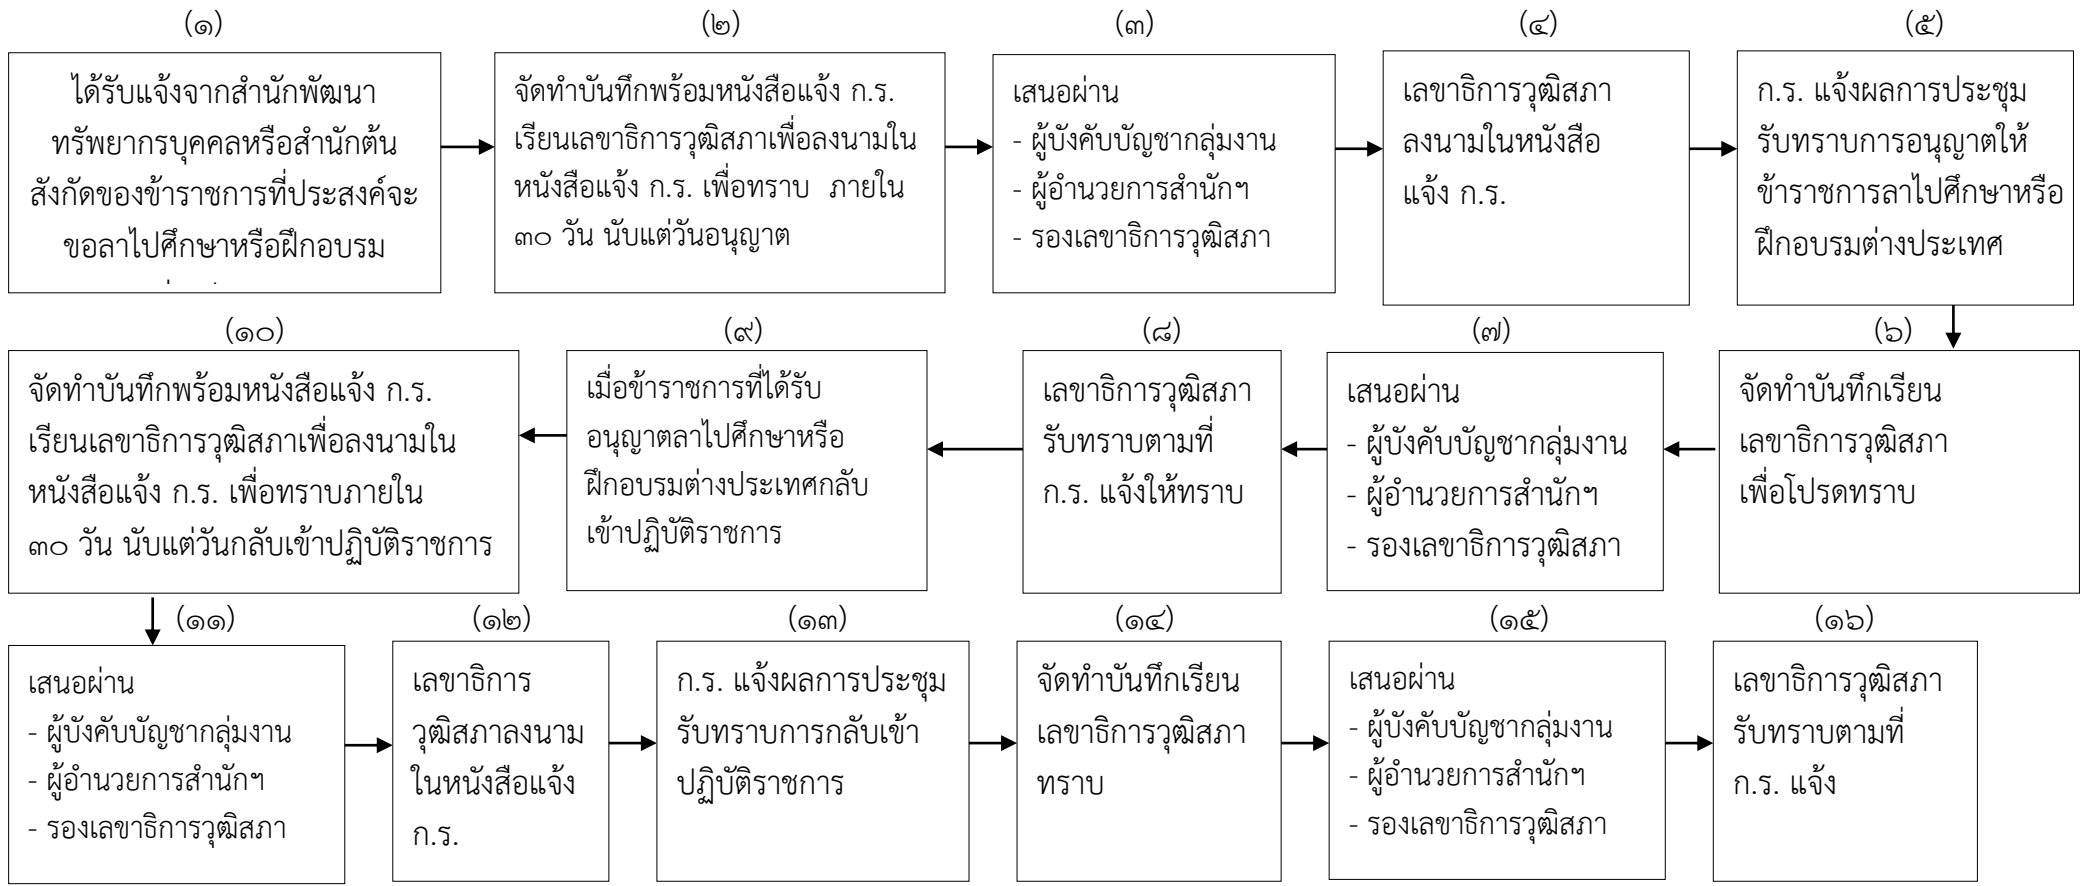 (๑)
ได้รับแจ้งจากสำนักพัฒนา
ทรัพยากรบุคคลหรือสำนักต้น
สังกัดของข้าราชการที่ประสงค์จะ
ขอลาไปศึกษาหรือฝึกอบรม
(๒)
จัดทำบันทึกพร้อมหนังสือแจ้ง ก.ร.
เรียนเลขาธิการวุฒิสภาเพื่อลงนามใน
หนังสือแจ้ง ก.ร. เพื่อทราบ ภายใน
๓๐ วัน นับแต่วันอนุญาต
(๓)
เสนอผ่าน
- ผู้บังคับบัญชากลุ่มงาน
- ผู้อำนวยการสำนักฯ
- รองเลขาธิการวุฒิสภา
(๔)
เลขาธิการวุฒิสภา
ลงนามในหนังสือ
แจ้ง ก.ร.
(๕)
ก.ร. แจ้งผลการประชุม
รับทราบการอนุญาตให้
ข้าราชการลาไปศึกษาหรือ
ฝึกอบรมต่างประเทศ
(๖)
จัดทำบันทึกเรียน
เลขาธิการวุฒิสภา
เพื่อโปรดทราบ
(๗)
เสนอผ่าน
- ผู้บังคับบัญชากลุ่มงาน
- ผู้อำนวยการสำนักฯ
- รองเลขาธิการวุฒิสภา
(๘)
เลขาธิการวุฒิสภา
รับทราบตามที่
ก.ร. แจ้งให้ทราบ
(๙)
เมื่อข้าราชการที่ได้รับ
อนุญาตลาไปศึกษาหรือ
ฝึกอบรมต่างประเทศกลับ
เข้าปฏิบัติราชการ
(๑๐)
จัดทำบันทึกพร้อมหนังสือแจ้ง ก.ร.
เรียนเลขาธิการวุฒิสภาเพื่อลงนามใน
หนังสือแจ้ง ก.ร. เพื่อทราบภายใน
๓๐ วัน นับแต่วันกลับเข้าปฏิบัติราชการ
(๑๑)
เสนอผ่าน
- ผู้บังคับบัญชากลุ่มงาน
- ผู้อำนวยการสำนักฯ
- รองเลขาธิการวุฒิสภา
(๑๒)
เลขาธิการ
วุฒิสภาลงนาม
ในหนังสือแจ้ง
ก.ร.
(๑๓)
ก.ร. แจ้งผลการประชุม
รับทราบการกลับเข้า
ปฏิบัติราชการ
(๑๔)
จัดทำบันทึกเรียน
เลขาธิการวุฒิสภา
ทราบ
(๑๕)
เสนอผ่าน
- ผู้บังคับบัญชากลุ่มงาน
- ผู้อำนวยการสำนักฯ
- รองเลขาธิการวุฒิสภา
(๑๖)
เลขาธิการวุฒิสภา
รับทราบตามที่
ก.ร. แจ้ง